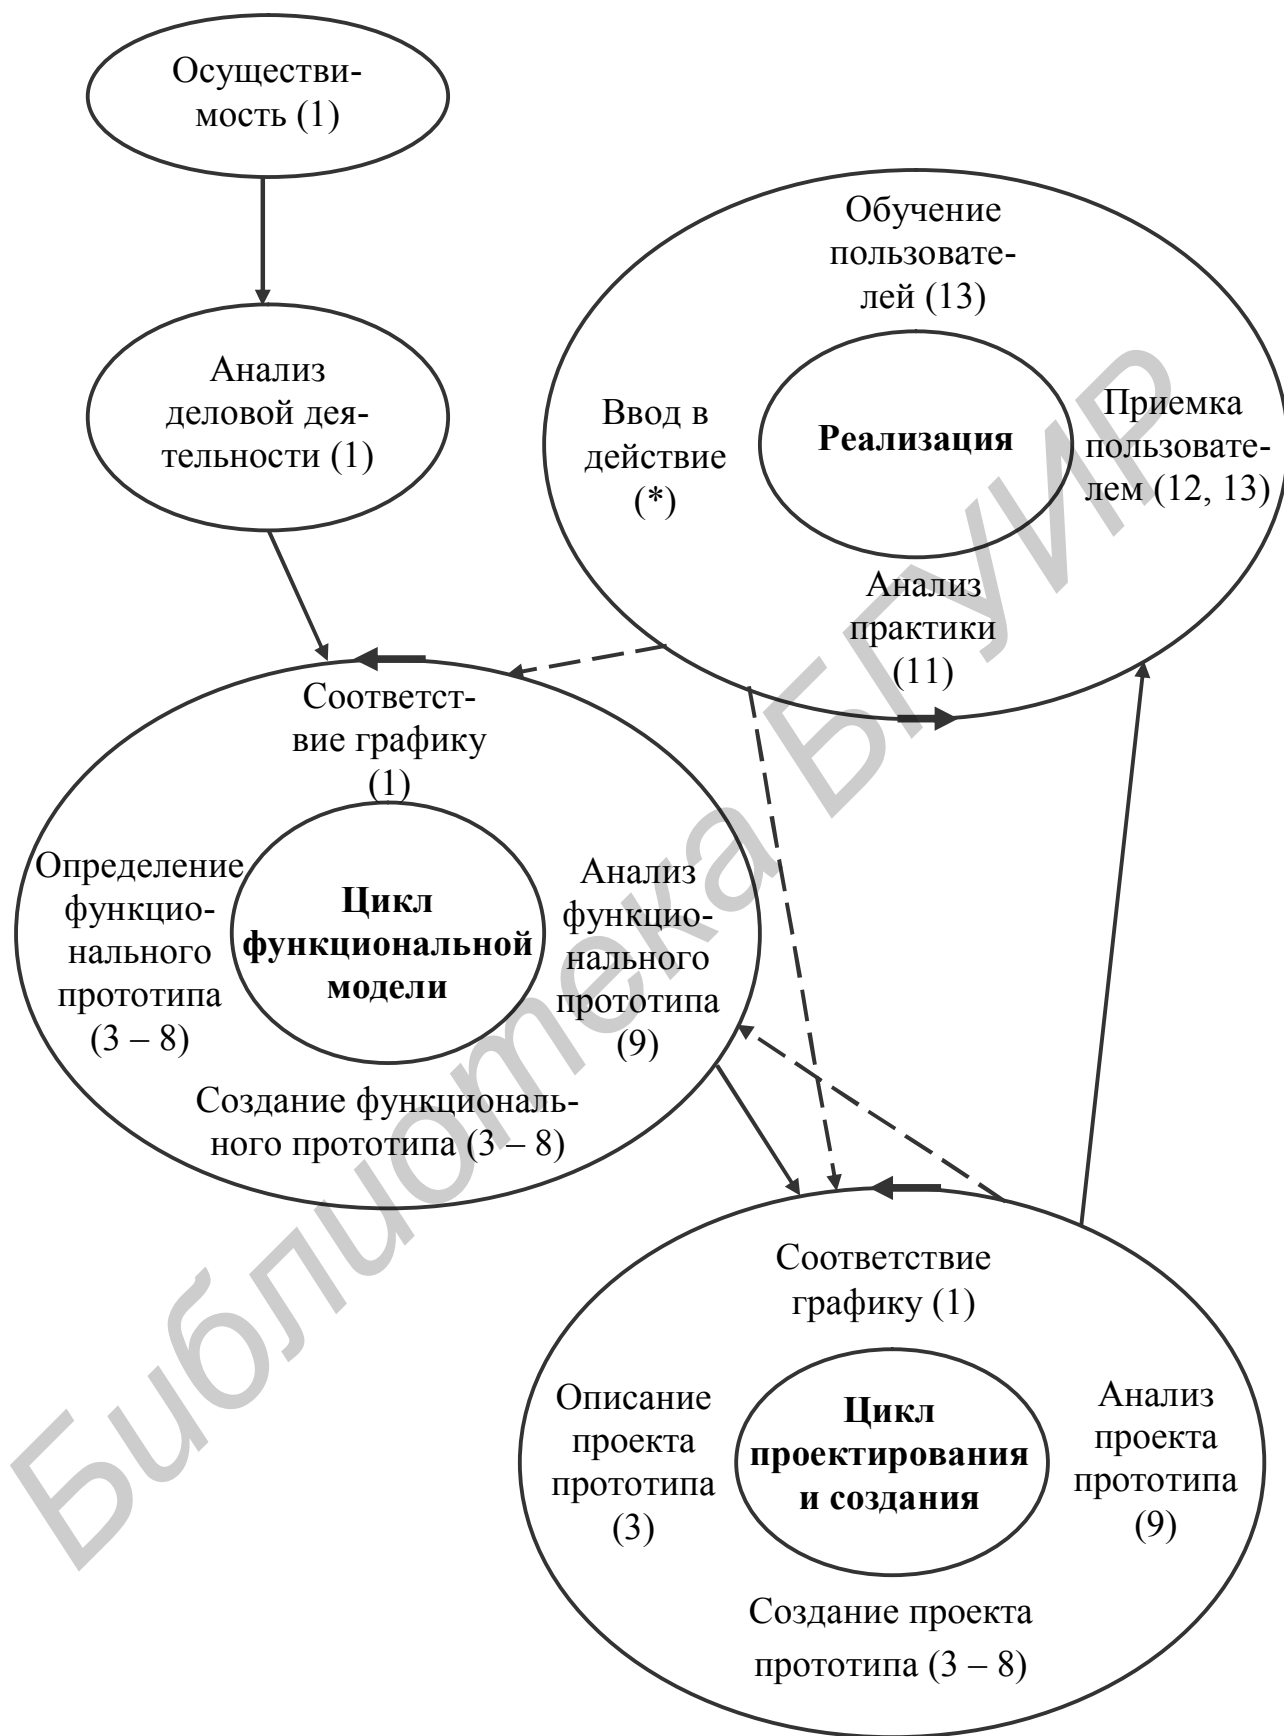 Осуществи-
мость (1)
Анализ
деловой дея-
тельности (1)
Обучение
пользовате-
лей (13)
Ввод в
действие
(*)
Реализация
Приемка
пользовате-
лем (12, 13)
Анализ
практики
(11)
Соответст-
вие графику
(1)
Определение
функцио-
нального
прототипа
(3 – 8)
Цикл
функциональной
модели
Анализ
функцио-
нального
прототипа
(9)
Создание функциональ-
ного прототипа (3 – 8)
Соответствие
графику (1)
Описание
проекта
прототипа
(3)
Цикл
проектирования
и создания
Анализ
проекта
прототипа
(9)
Создание проекта
прототипа (3 – 8)
Библиотека БГУИР